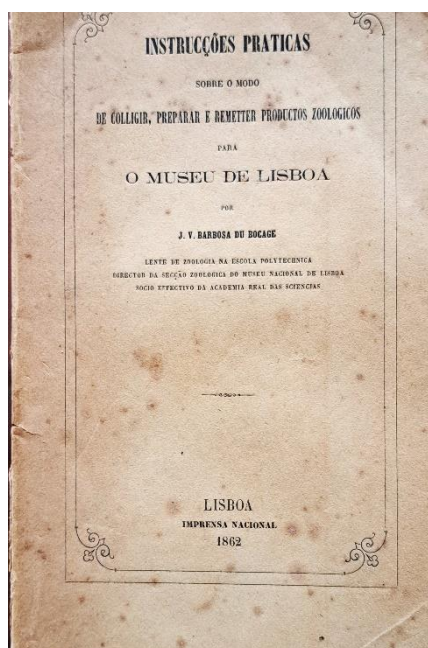 INSTRUCÇÕES PRATICAS
SOBRE O MODO
DE COLLIGIR, PREPARAR E REMETTER PRODUCTOS ZOOLOGICOS
PARA
O MUSEU DE LISBOA
POR
J. V. BARBOSA DU BOCAGE
LENTE DE ZOOLOGIA NA ESCOLA POLYTECHNICA
DIRECTOR DA SECÇÃO ZOOLOGICA DO MUSEU NACIONAL DE LISBOA
SOCIO EFFECTIVO DA ACADEMIA REAL DAS SCIENCIAS
LISBOA
IMPRENSA NACIONAL
1862